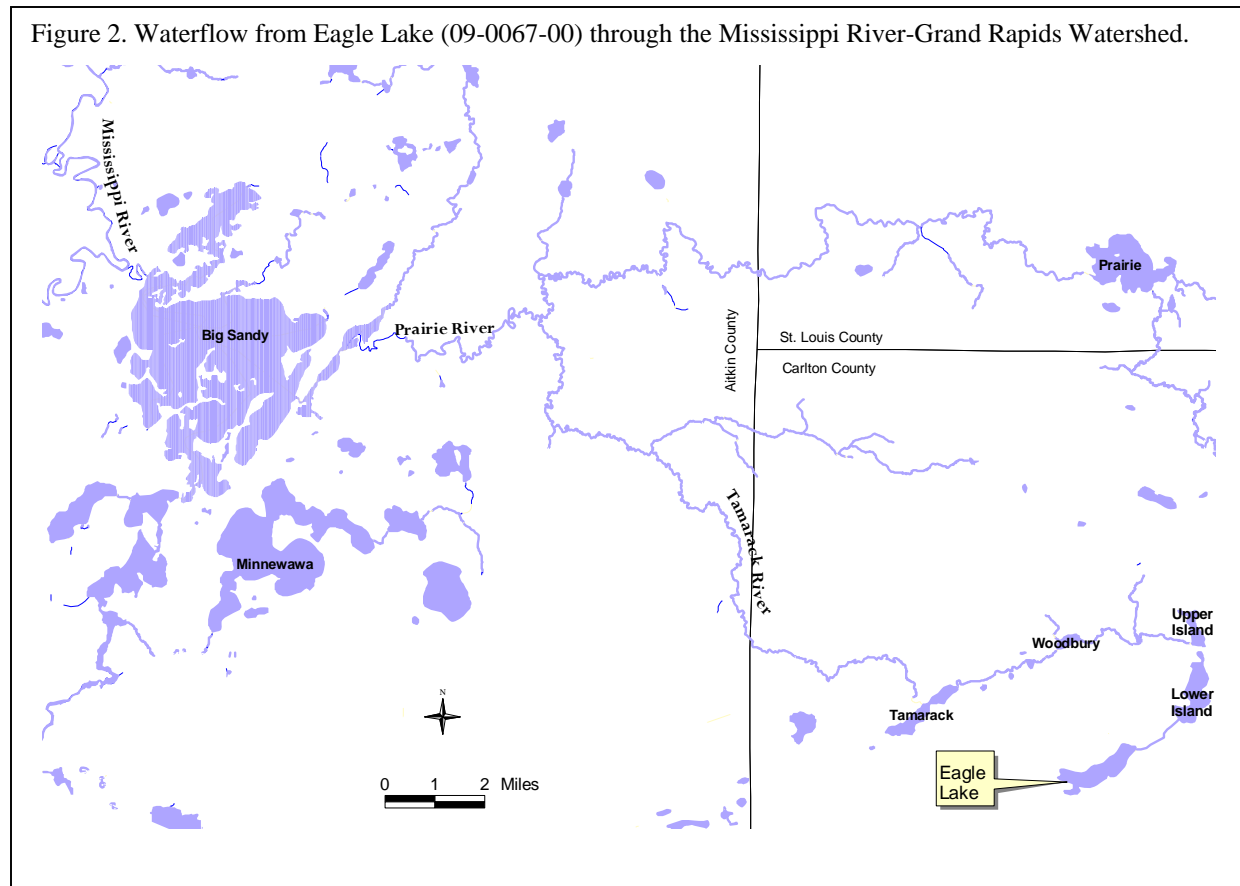 Figure 2. Waterflow from Eagle Lake (09-0067-00) through the Mississippi River-Grand Rapids Watershed.
Mississippi River
Prairie
Big Sandy
Prairie River
Aitkin County
St. Louis County
Carlton County
Tamarack River
Minnewawa
Upper
Island
Woodbury
Lower
Island
Tamarack
N
0 1 2 Miles
Eagle
Lake